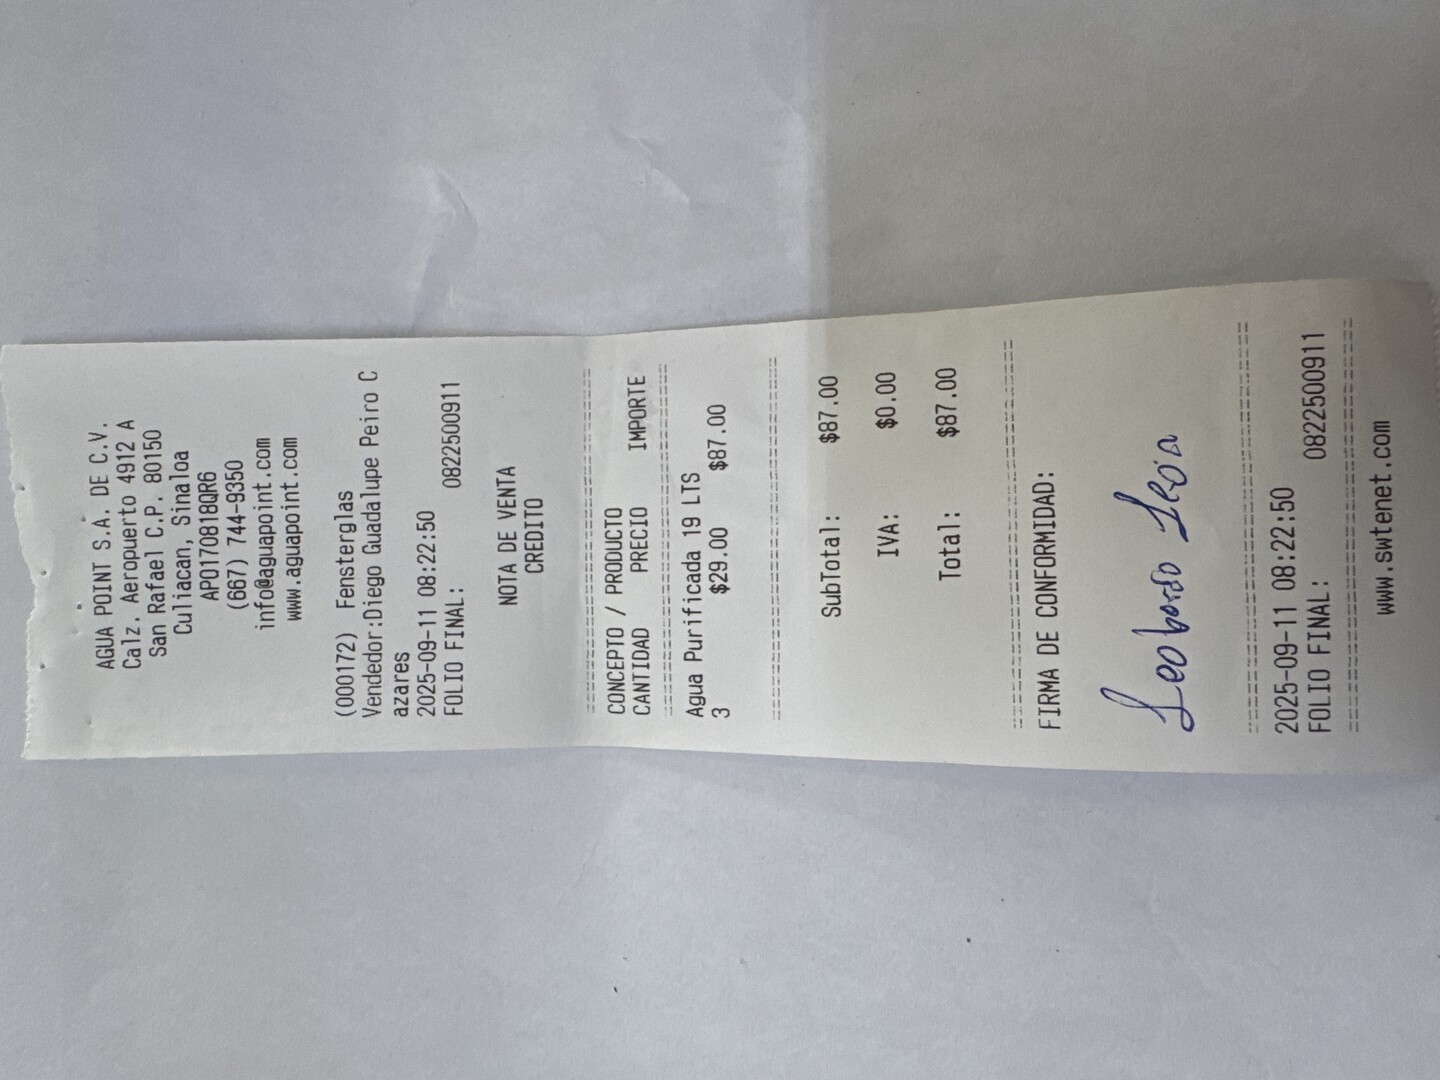 AGUA POINT S.A. DE C.V.
Calz. Aeropuerto 4912 A
San Rafael C.P. 80150
Culiacan, Sinaloa
APO170818QR6
(667) 744-9350
info@aguapoint.com
www.aguapoint.com
(000172) Fensterglas
Vendedor:Diego Guadalupe Peiro C
azares
2025-09-11 08:22:50
FOLIO FINAL: 0822500911
NOTA DE VENTA
CREDITO
================================
CONCEPTO / PRODUCTO
CANTIDAD PRECIO IMPORTE
================================
Agua Purificada 19 LTS
3 $29.00 $87.00
================================
SubTotal: $87.00
IVA: $0.00
Total: $87.00
================================
FIRMA DE CONFORMIDAD:
Leobardo Leon
================================
2025-09-11 08:22:50
FOLIO FINAL: 0822500911
================================
www.swtenet.com